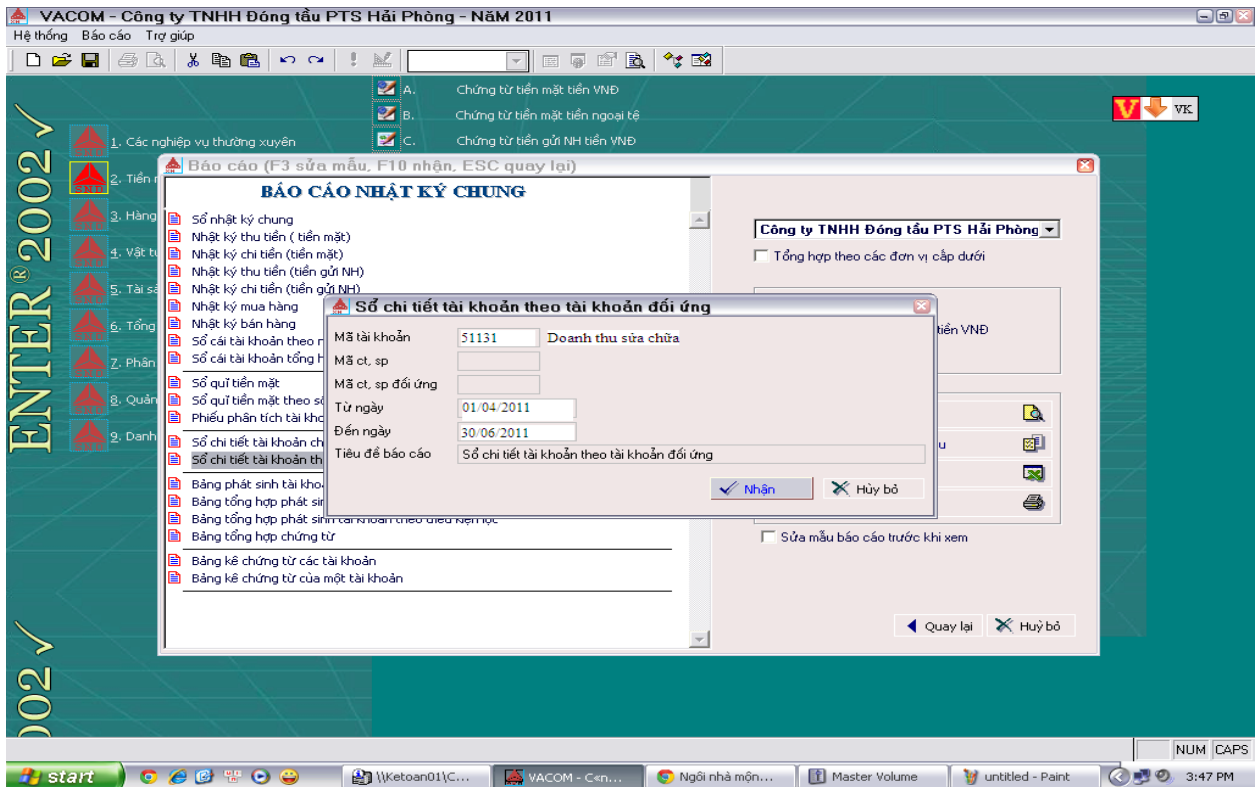 VACOM - Công ty TNHH Đóng tầu PTS Hải Phòng - NăM 2011
Hệ thống Báo cáo Trợ giúp
A. Chứng từ tiền mặt tiền VNĐ
B. Chứng từ tiền mặt tiền ngoại tệ
C. Chứng từ tiền gửi NH tiền VNĐ
V VK
ENTER®2002
002
1. Các nghiệp vụ thường xuyên
2. Tiền
3. Hàng
4. Vật
5. Tài
6. Tổng
7. Phân
8. Quản
9. Danh
Báo cáo (F3 sửa mẫu, F10 nhận, ESC quay lại)
BÁO CÁO NHẬT KÝ CHUNG
Sổ nhật ký chung
Nhật ký thu tiền ( tiền mặt)
Nhật ký chi tiền (tiền mặt)
Nhật ký thu tiền (tiền gửi NH)
Nhật ký chi tiền (tiền gửi NH)
Nhật ký mua hàng
Nhật ký bán hàng
Sổ cái tài khoản theo
Sổ cái tài khoản tổng
Sổ quĩ tiền mặt
Sổ quĩ tiền mặt theo
Phiếu phân tích tài
Sổ chi tiết tài khoản
Sổ chi tiết tài khoản
Bảng phát sinh tài
Bảng tổng hợp phát
Bảng tổng hợp phát sinh tài khoản theo điều kiện lọc
Bảng tổng hợp chứng từ
Bảng kê chứng từ các tài khoản
Bảng kê chứng từ của một tài khoản
Công ty TNHH Đóng tầu PTS Hải Phòng
Tổng hợp theo các đơn vị cấp dưới
tiền VNĐ
u
Sửa mẫu báo cáo trước khi xem
Quay lại Huỷ bỏ
Sổ chi tiết tài khoản theo tài khoản đối ứng
Mã tài khoản 51131 Doanh thu sửa chữa
Mã ct, sp
Mã ct, sp đối ứng
Từ ngày 01/04/2011
Đến ngày 30/06/2011
Tiêu đề báo cáo Sổ chi tiết tài khoản theo tài khoản đối ứng
Nhận Hủy bỏ
NUM CAPS
start \\Ketoan01\C... VACOM - C«n... Ngôi nhà mộn... Master Volume untitled - Paint 3:47 PM